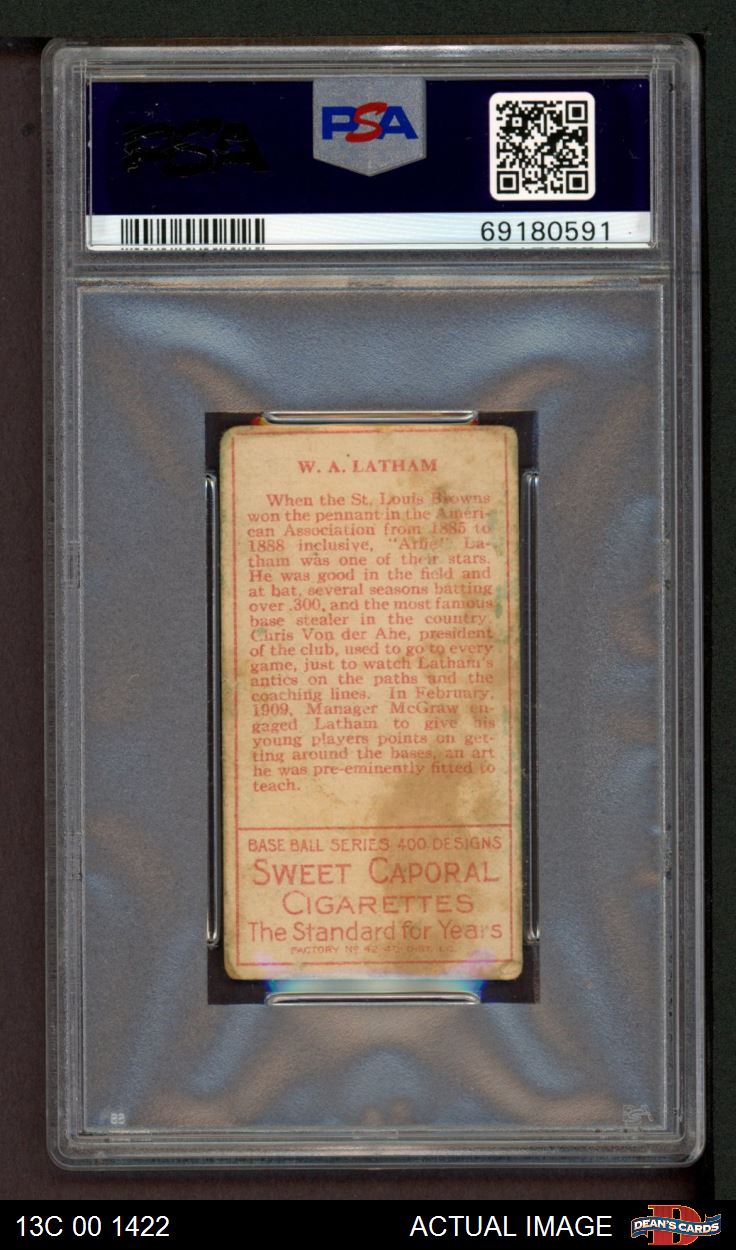 PSA
69180591
W. A. LATHAM
When the St. Louis Browns
won the pennant in the Ameri-
can Association from 1885 to
1888 inclusive, "Arlie" La-
tham was one of their stars.
He was good in the field and
at bat, several seasons batting
over .300, and the most famous
base stealer in the country.
Chris Von der Ahe, president
of the club, used to go to every
game, just to watch Latham's
antics on the paths and the
coaching lines. In February,
1909, Manager McGraw en-
gaged Latham to give his
young players points on get-
ting around the bases, an art
he was pre-eminently fitted to
teach.
BASE BALL SERIES 400 DESIGNS
SWEET CAPORAL
CIGARETTES
The Standard for Years
FACTORY No 42 4TH DIST. N.C.
13C 00 1422
ACTUAL IMAGE
DEAN'S CARDS